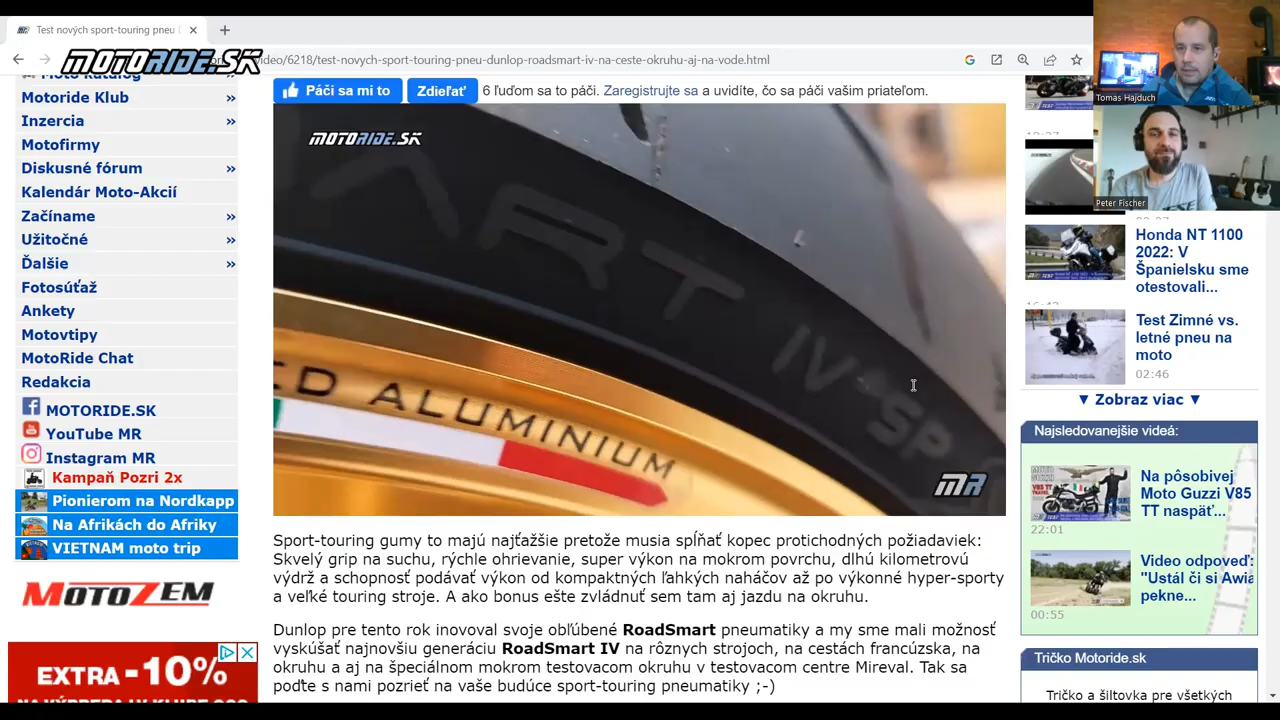 Test nových sport-touring pneu
MOTORIDE.SK
video/6218/test-novych-sport-touring-pneu-dunlop-roadsmart-iv-na-ceste-okruhu-aj-na-vode.html
Moto katalóg
Motoride Klub »
Inzercia »
Motofirmy
Diskusné fórum »
Kalendár Moto-Akcií
Začíname »
Užitočné »
Ďalšie »
Fotosúťaž
Ankety
Motovtipy
MotoRide Chat
Redakcia
MOTORIDE.SK
YouTube MR
Instagram MR
Kampaň Pozri 2x
Pionierom na Nordkapp
Na Afrikách do Afriky
VIETNAM moto trip
MOTOZEM
EXTRA -10%
Páči sa mi to
Zdieľať
6 ľuďom sa to páči. Zaregistrujte sa a uvidíte, čo sa páči vašim priateľom.
MOTORIDE.SK
ART IV SP
ED ALUMINIUM
MR
Sport-touring gumy to majú najťažšie pretože musia spĺňať kopec protichodných požiadaviek:
Skvelý grip na suchu, rýchle ohrievanie, super výkon na mokrom povrchu, dlhú kilometrovú
výdrž a schopnosť podávať výkon od kompaktných ľahkých naháčov až po výkonné hyper-sporty
a veľké touring stroje. A ako bonus ešte zvládnuť sem tam aj jazdu na okruhu.
Dunlop pre tento rok inovoval svoje obľúbené RoadSmart pneumatiky a my sme mali možnosť
vyskúšať najnovšiu generáciu RoadSmart IV na rôznych strojoch, na cestách francúzska, na
okruhu ale aj na špeciálnom mokrom testovacom okruhu v testovacom centre Mireval. Tak sa
poďte s nami pozrieť na vaše budúce sport-touring pneumatiky ;-)
Tomas Hajduch
Peter Fischer
Honda NT 1100
2022: V
Španielsku sme
otestovali...
Test Zimné vs.
letné pneu na
moto
02:46
▼ Zobraz viac ▼
Najsledovanejšie videá:
Na pôsobivej
Moto Guzzi V85
TT naspäť...
22:01
Video odpoveď:
"Ustál či si Awia
pekne...
00:55
Tričko Motoride.sk
Tričko a šiltovka pre všetkých